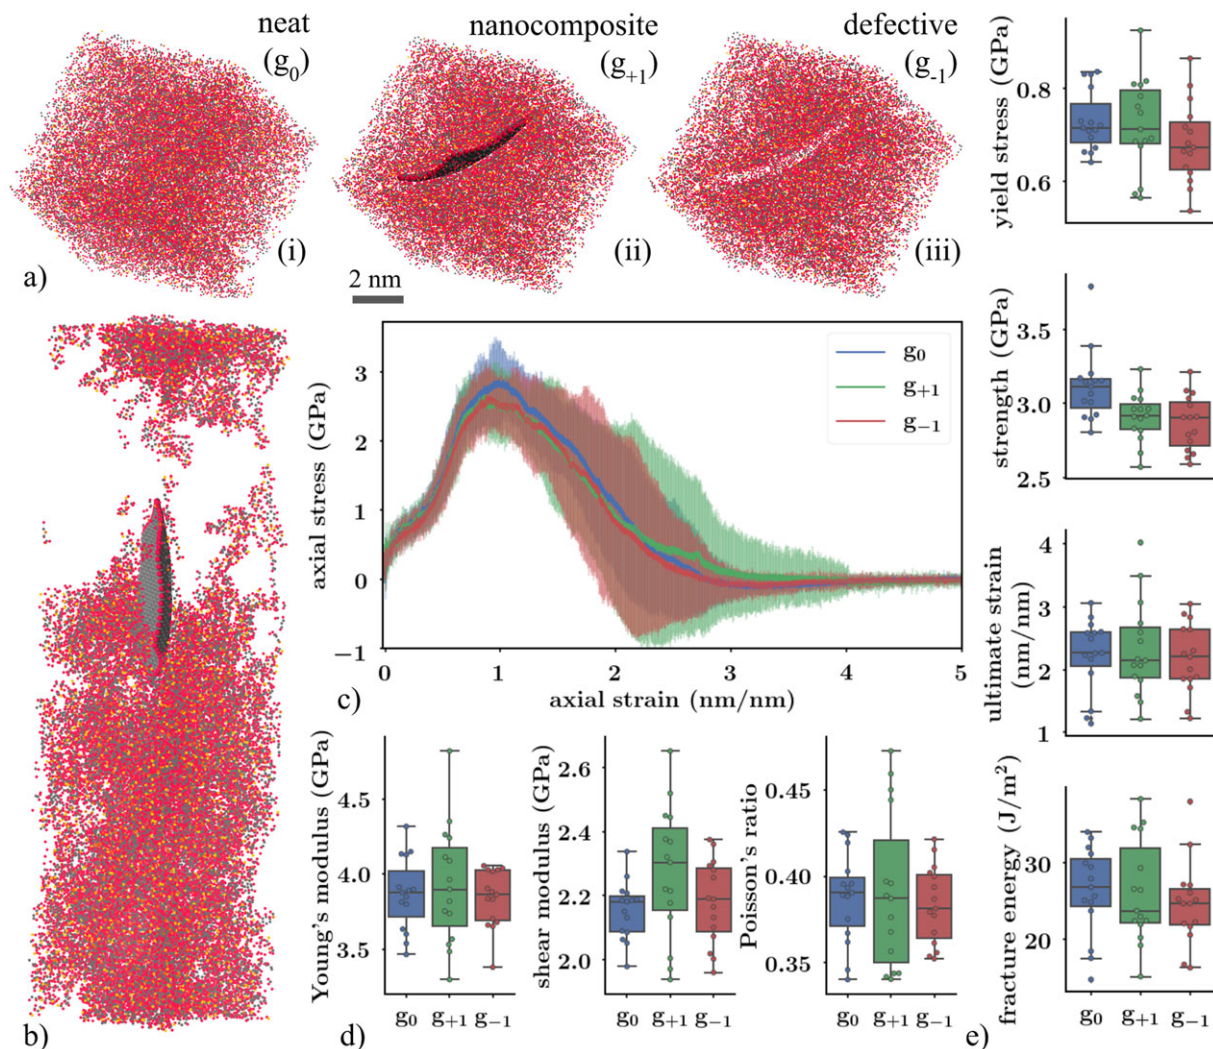 neat
(g₀)
(i)
a)
nanocomposite
(g₊₁)
(ii)
2 nm
defective
(g₋₁)
(iii)
b)
axial stress (GPa)
3
2
1
0
−1
0
1
2
3
4
5
axial strain (nm/nm)
g₀
g₊₁
g₋₁
c)
Young's modulus (GPa)
4.5
4.0
3.5
g₀ g₊₁ g₋₁
d)
shear modulus (GPa)
2.6
2.4
2.2
2.0
g₀ g₊₁ g₋₁
Poisson's ratio
0.45
0.40
0.35
g₀ g₊₁ g₋₁
yield stress (GPa)
0.8
0.6
strength (GPa)
3.5
3.0
2.5
ultimate strain
(nm/nm)
4
3
2
1
fracture energy (J/m²)
30
20
g₀ g₊₁ g₋₁
e)